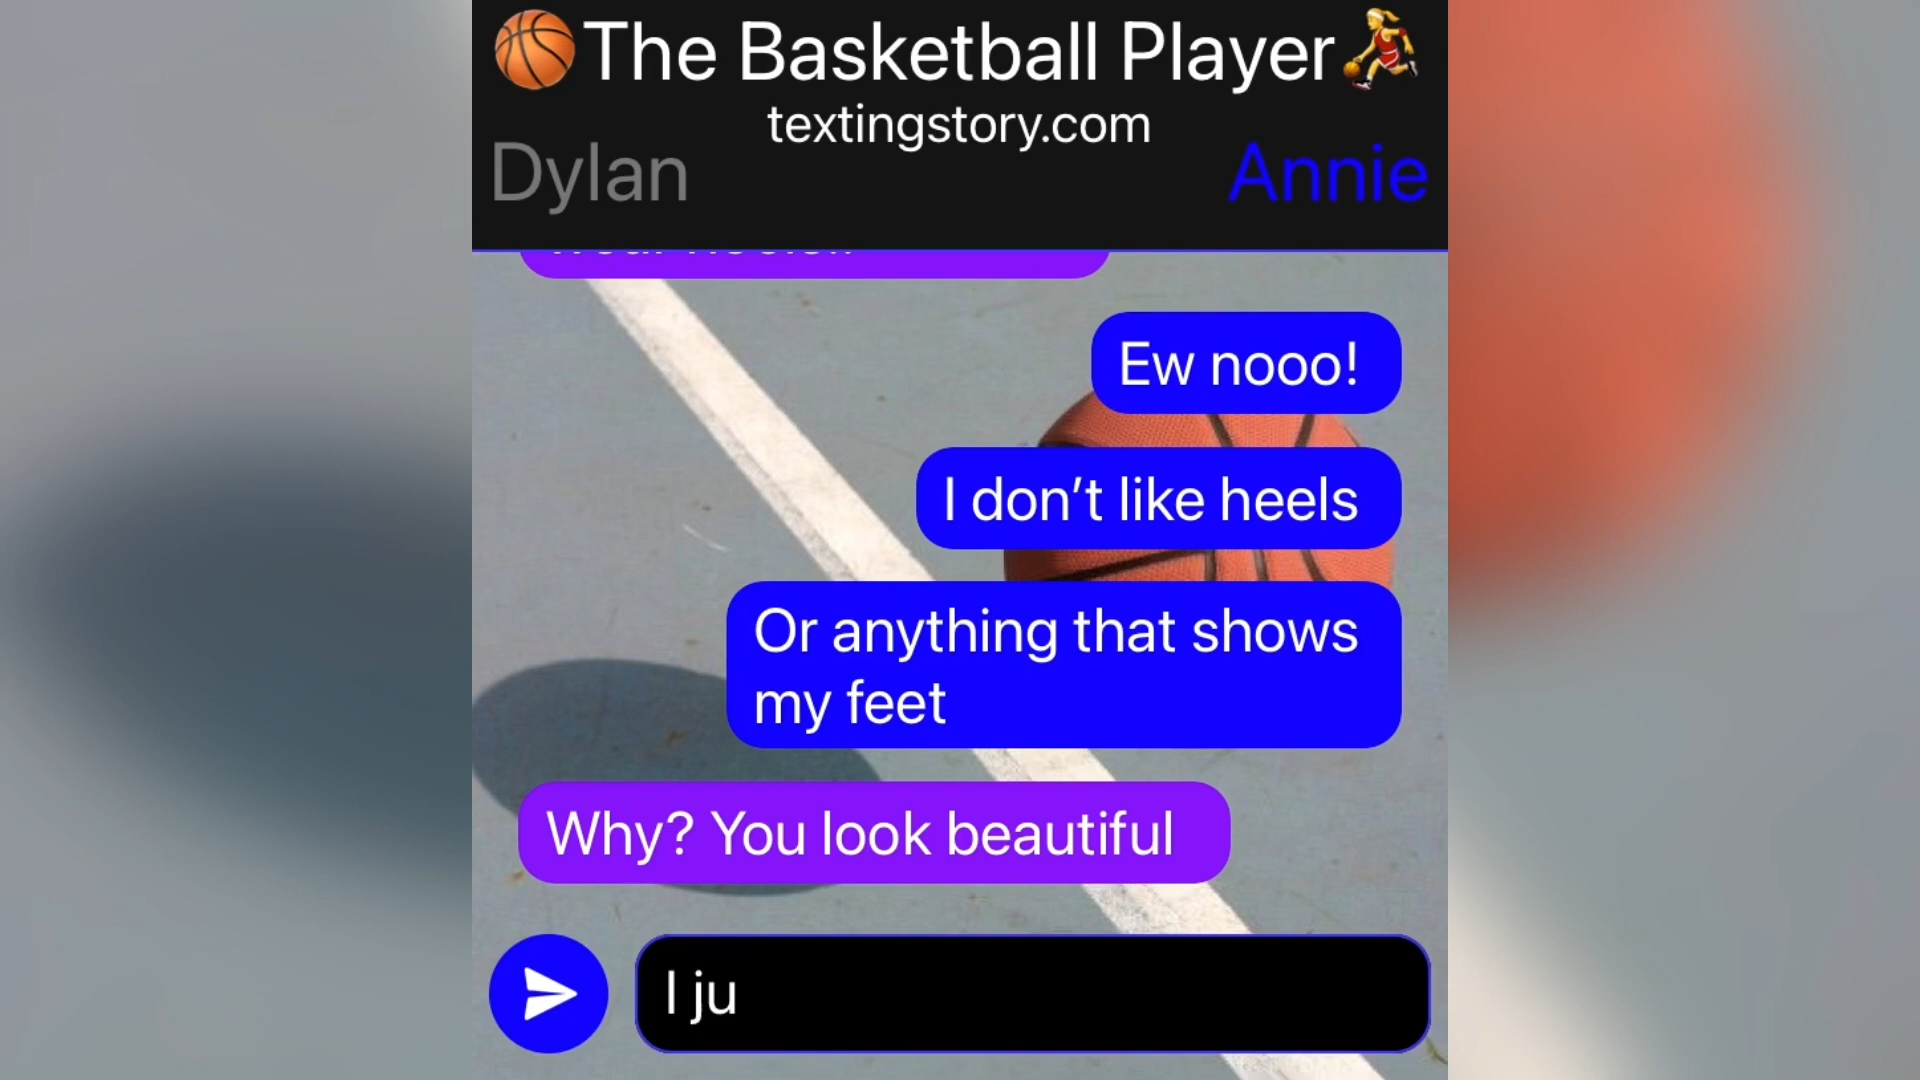 The Basketball Player
textingstory.com
Dylan
Annie
Ew nooo!
I don’t like heels
Or anything that shows
my feet
Why? You look beautiful
I ju